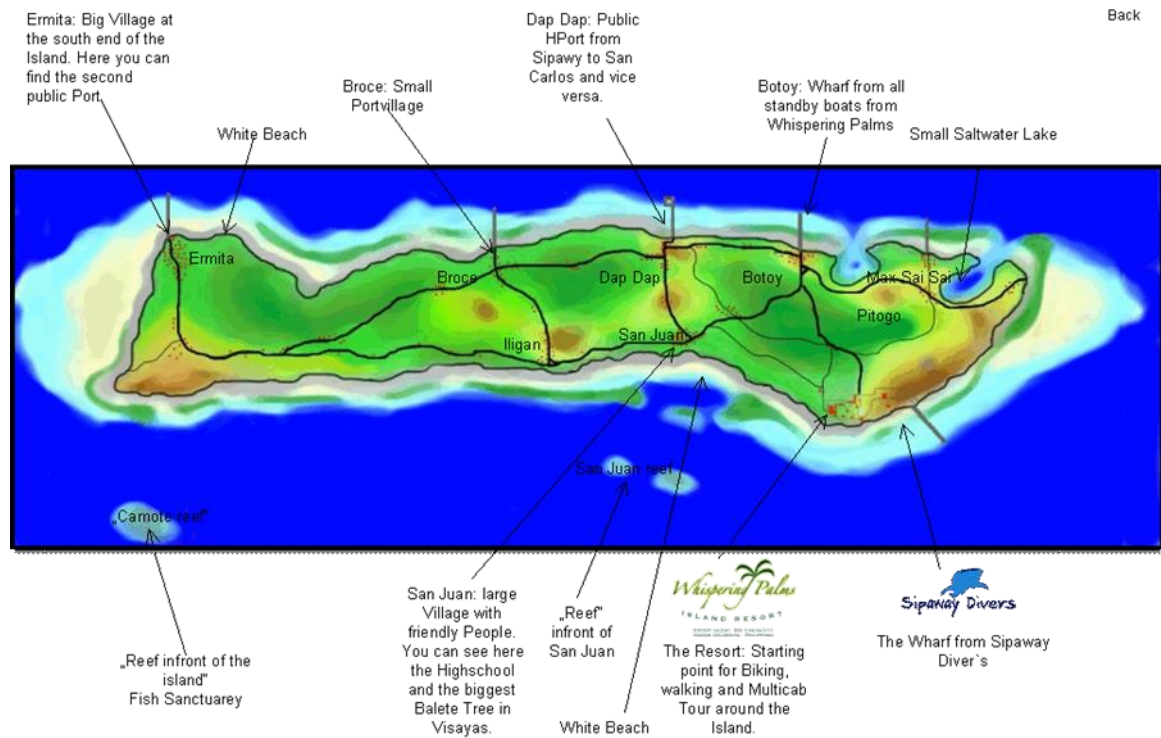 Ermita: Big Village at
the south end of the
Island. Here you can
find the second
public Port
White Beach
Broce: Small
Portvillage
Dap Dap: Public
HPort from
Sipawy to San
Carlos and vice
versa.
Botoy: Wharf from all
standby boats from
Whispering Palms
Back
Small Saltwater Lake
Ermita
Broce
Dap Dap
Botoy
Max Sai Sai
Pitogo
Iligan
San Juan
San Juan reef
„Camote reef"
„Reef infront of the
island"
Fish Sanctuarey
San Juan: large
Village with
friendly People.
You can see here
the Highschool
and the biggest
Balete Tree in
Visayas.
„Reef"
infront of
San Juan
White Beach
Whispering Palms
ISLAND RESORT
The Resort: Starting
point for Biking,
walking and Multicab
Tour around the
Island.
Sipaway Divers
The Wharf from Sipaway
Diver`s